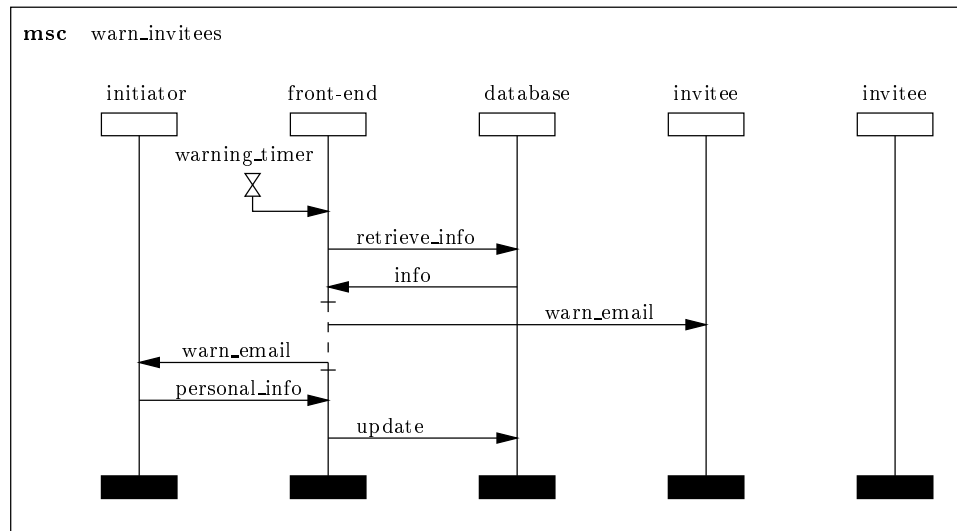 msc warn_invitees
initiator front-end database invitee invitee
warning_timer
retrieve_info
info
warn_email
warn_email
personal_info
update